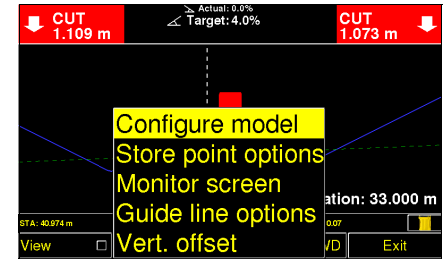 CUT
1.109 m
Actual: 0.0%
Target: 4.0%
CUT
1.073 m
Configure model
Store point options
Monitor screen
Guide line options
Vert. offset
ation: 33.000 m
STA: 40.974 m
0.07
View
WD
Exit